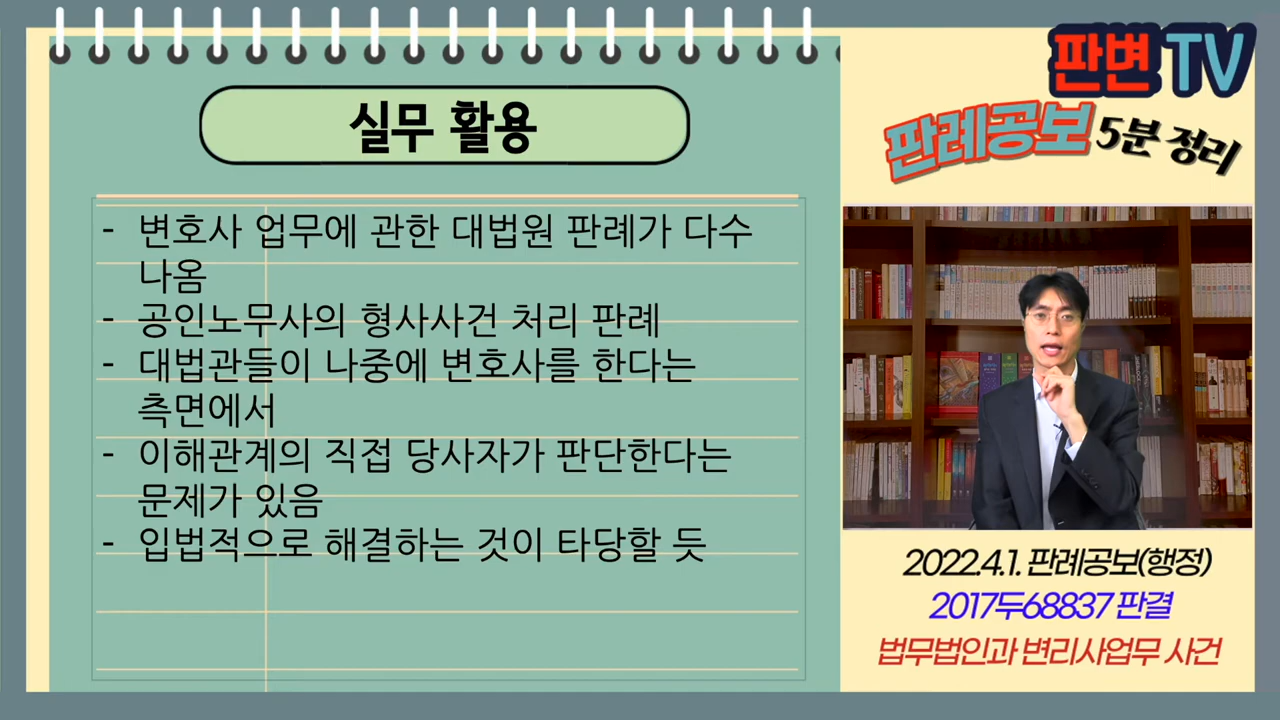 실무 활용
- 변호사 업무에 관한 대법원 판례가 다수
나옴
- 공인노무사의 형사사건 처리 판례
- 대법관들이 나중에 변호사를 한다는
측면에서
- 이해관계의 직접 당사자가 판단한다는
문제가 있음
- 입법적으로 해결하는 것이 타당할 듯
판변 TV
판례공보 5분 정리
2022.4.1. 판례공보(행정)
2017두68837 판결
법무법인과 변리사업무 사건